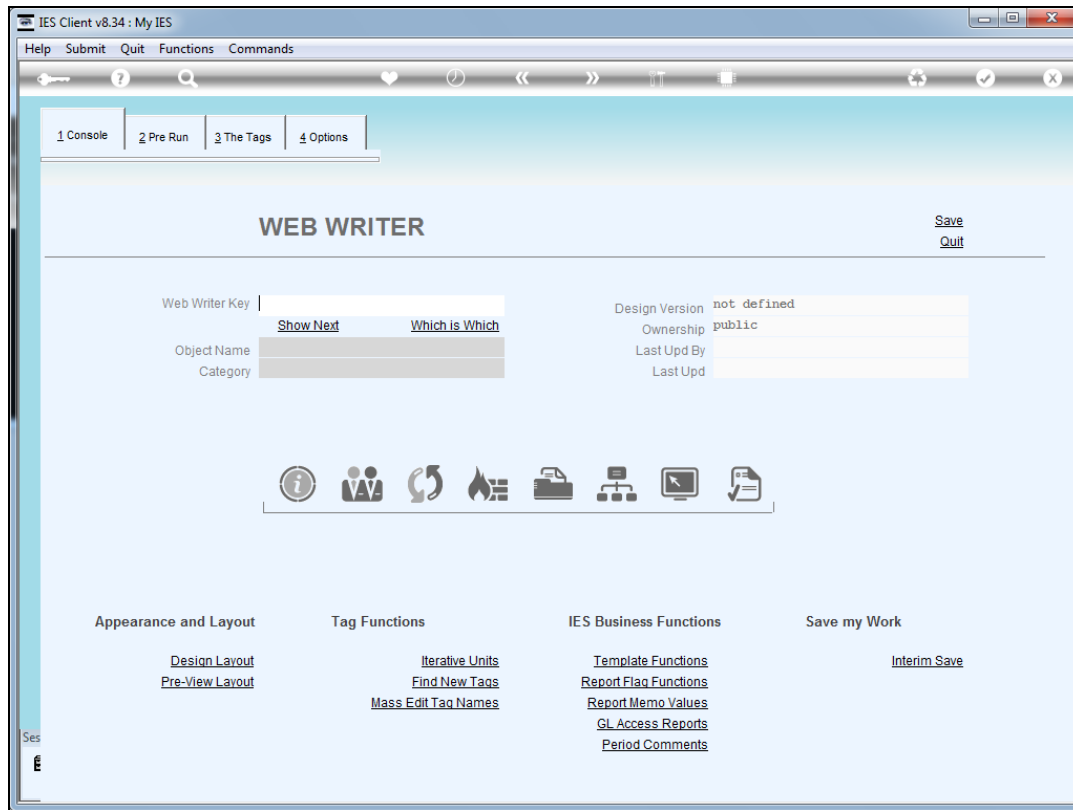 IES Client v8.34 : My IES
Help Submit Quit Functions Commands
1 Console 2 Pre Run 3 The Tags 4 Options
WEB WRITER
Save
Quit
Web Writer Key
Show Next Which is Which
Object Name
Category
Design Version not defined
Ownership public
Last Upd By
Last Upd
Appearance and Layout
Design Layout
Pre-View Layout
Tag Functions
Iterative Units
Find New Tags
Mass Edit Tag Names
IES Business Functions
Template Functions
Report Flag Functions
Report Memo Values
GL Access Reports
Period Comments
Save my Work
Interim Save
Ses